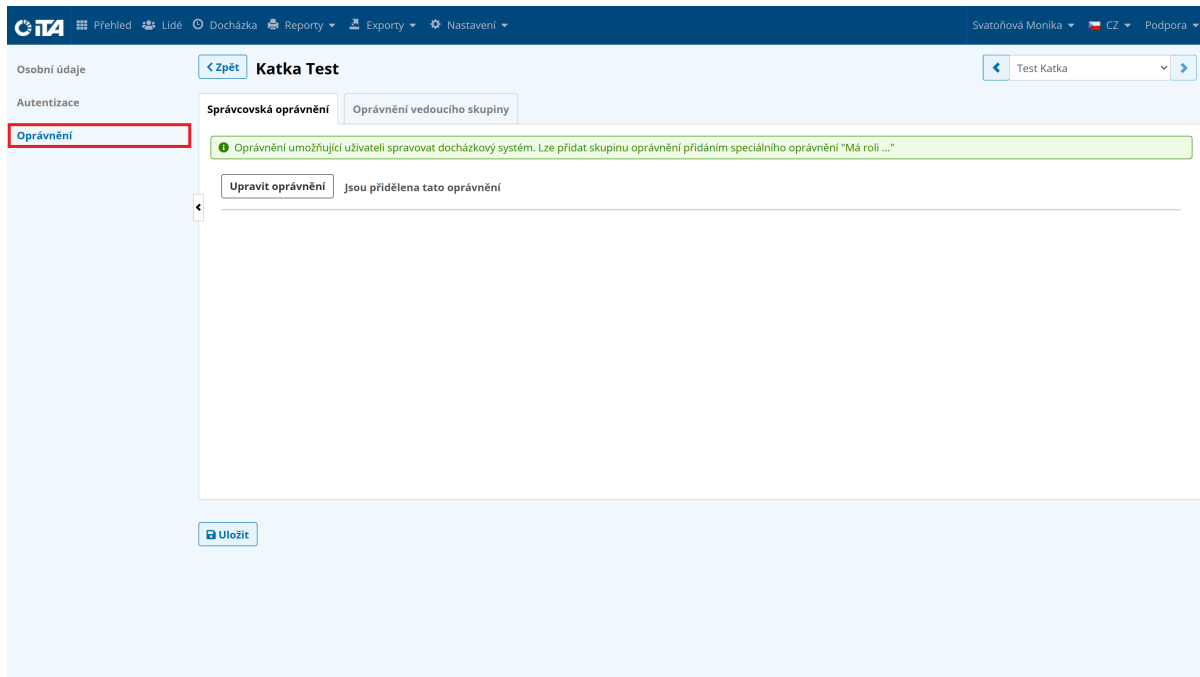 iTA Přehled Lidé Docházka Reporty Exporty Nastavení Svatoňová Monika CZ Podpora
Osobní údaje
Autentizace
Oprávnění
Zpět Katka Test Test Katka
Správcovská oprávnění Oprávnění vedoucího skupiny
Oprávnění umožňující uživateli spravovat docházkový systém. Lze přidat skupinu oprávnění přidáním speciálního oprávnění "Má roli ..."
Upravit oprávnění Jsou přidělena tato oprávnění
Uložit